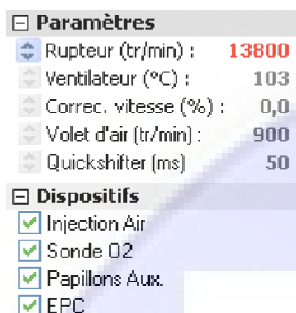 Paramètres
Rupteur (tr/min) : 13800
Ventilateur (°C) : 103
Correc. vitesse (%) : 0,0
Volet d'air (tr/min) : 900
Quickshifter (ms) 50
Dispositifs
Injection Air
Sonde O2
Papillons Aux.
EPC